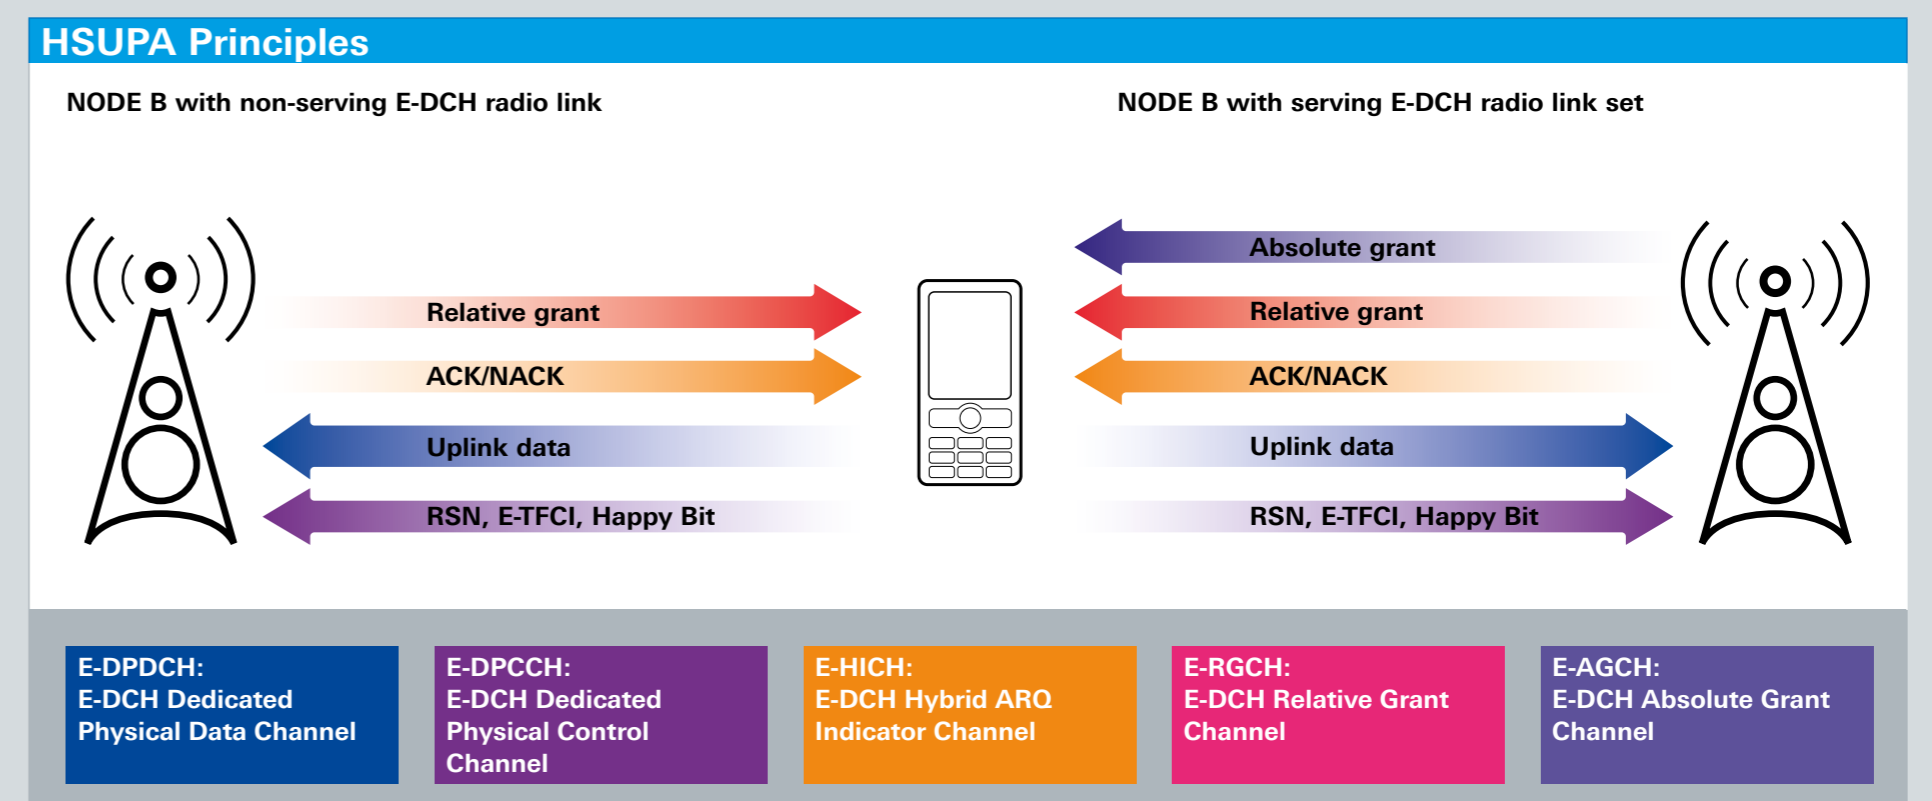 HSUPA Principles
NODE B with non-serving E-DCH radio link
NODE B with serving E-DCH radio link set
Relative grant
ACK/NACK
Uplink data
RSN, E-TFCI, Happy Bit
Absolute grant
Relative grant
ACK/NACK
Uplink data
RSN, E-TFCI, Happy Bit
E-DPDCH:
E-DCH Dedicated
Physical Data Channel
E-DPCCH:
E-DCH Dedicated
Physical Control
Channel
E-HICH:
E-DCH Hybrid ARQ
Indicator Channel
E-RGCH:
E-DCH Relative Grant
Channel
E-AGCH:
E-DCH Absolute Grant
Channel